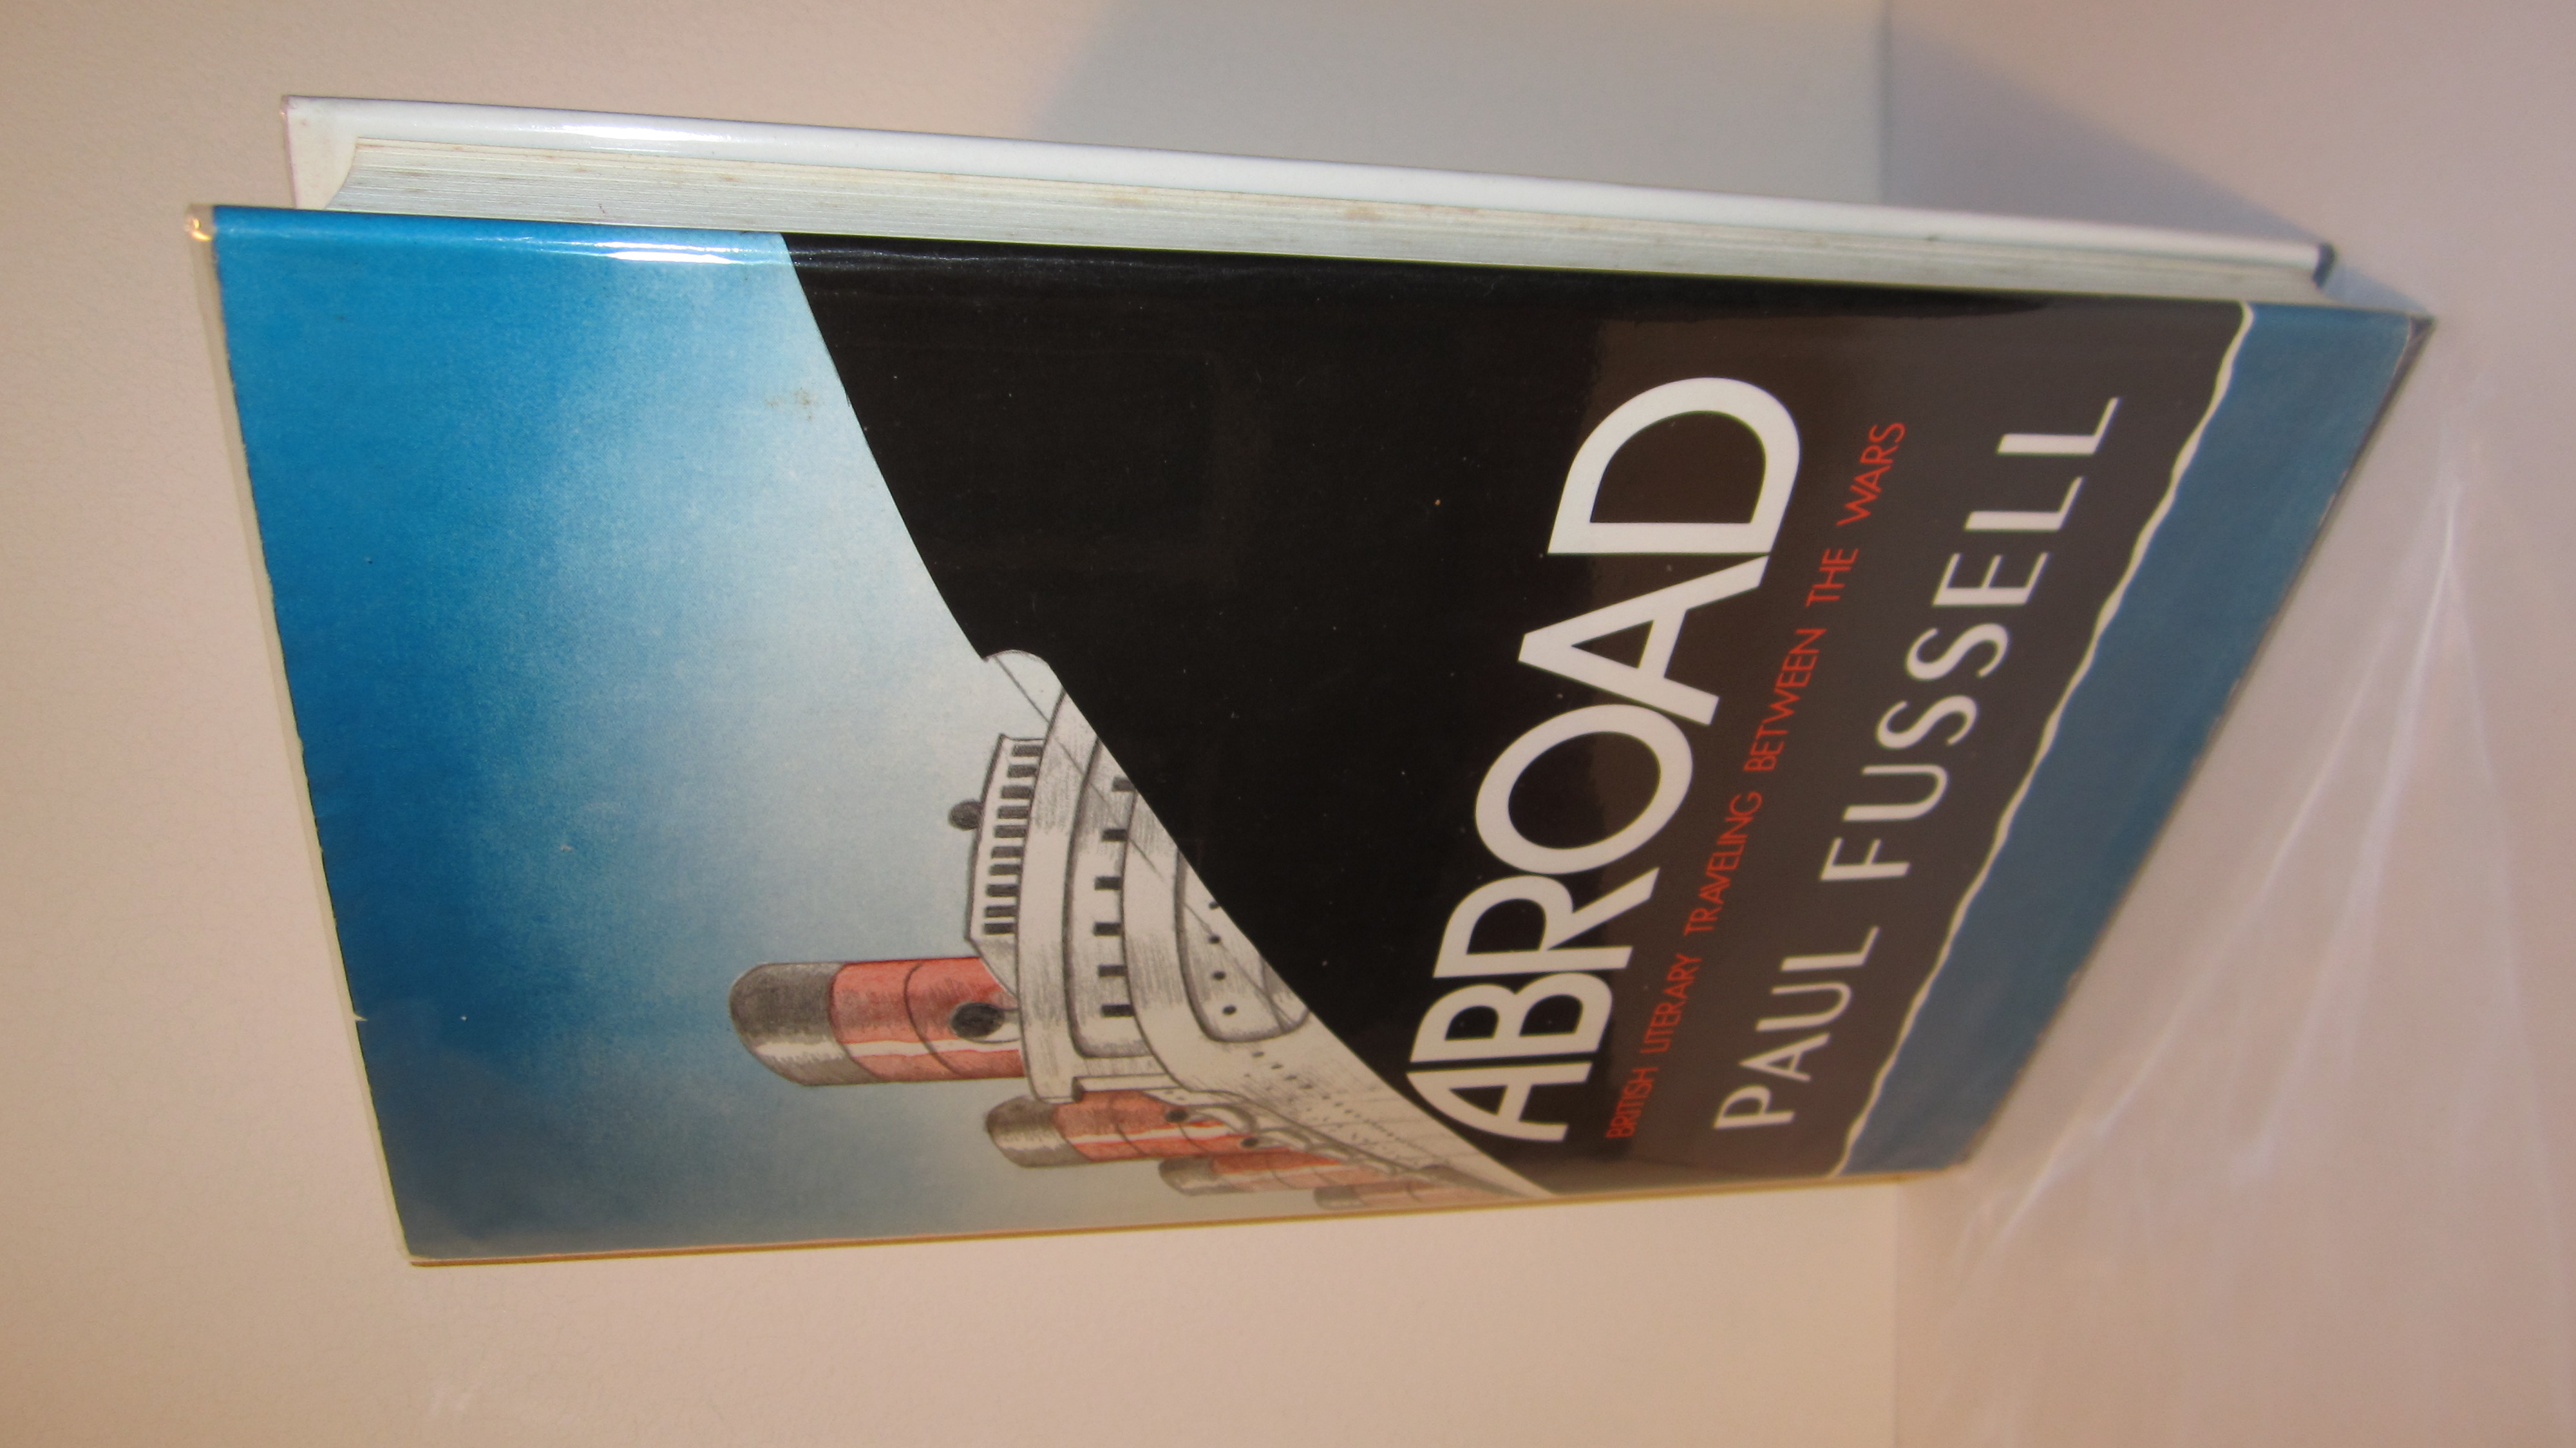 ABROAD
BRITISH LITERARY TRAVELING BETWEEN THE WARS
PAUL FUSSELL